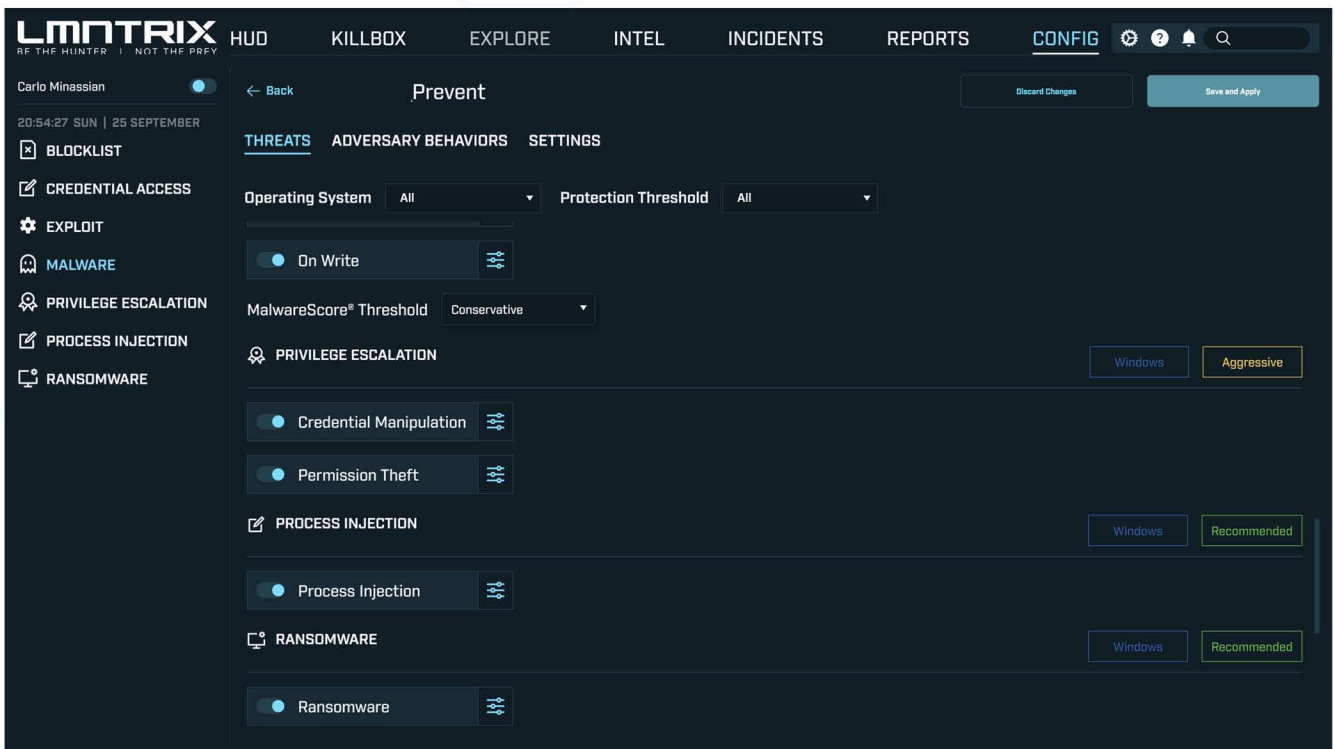 LMNTRIX
BE THE HUNTER | NOT THE PREY
HUD KILLBOX EXPLORE INTEL INCIDENTS REPORTS CONFIG
Carlo Minassian
20:54:27 SUN | 25 SEPTEMBER
BLOCKLIST
CREDENTIAL ACCESS
EXPLOIT
MALWARE
PRIVILEGE ESCALATION
PROCESS INJECTION
RANSOMWARE
← Back
Prevent
Discard Changes
Save and Apply
THREATS ADVERSARY BEHAVIORS SETTINGS
Operating System All Protection Threshold All
On Write
MalwareScore® Threshold Conservative
PRIVILEGE ESCALATION Windows Aggressive
Credential Manipulation
Permission Theft
PROCESS INJECTION Windows Recommended
Process Injection
RANSOMWARE Windows Recommended
Ransomware